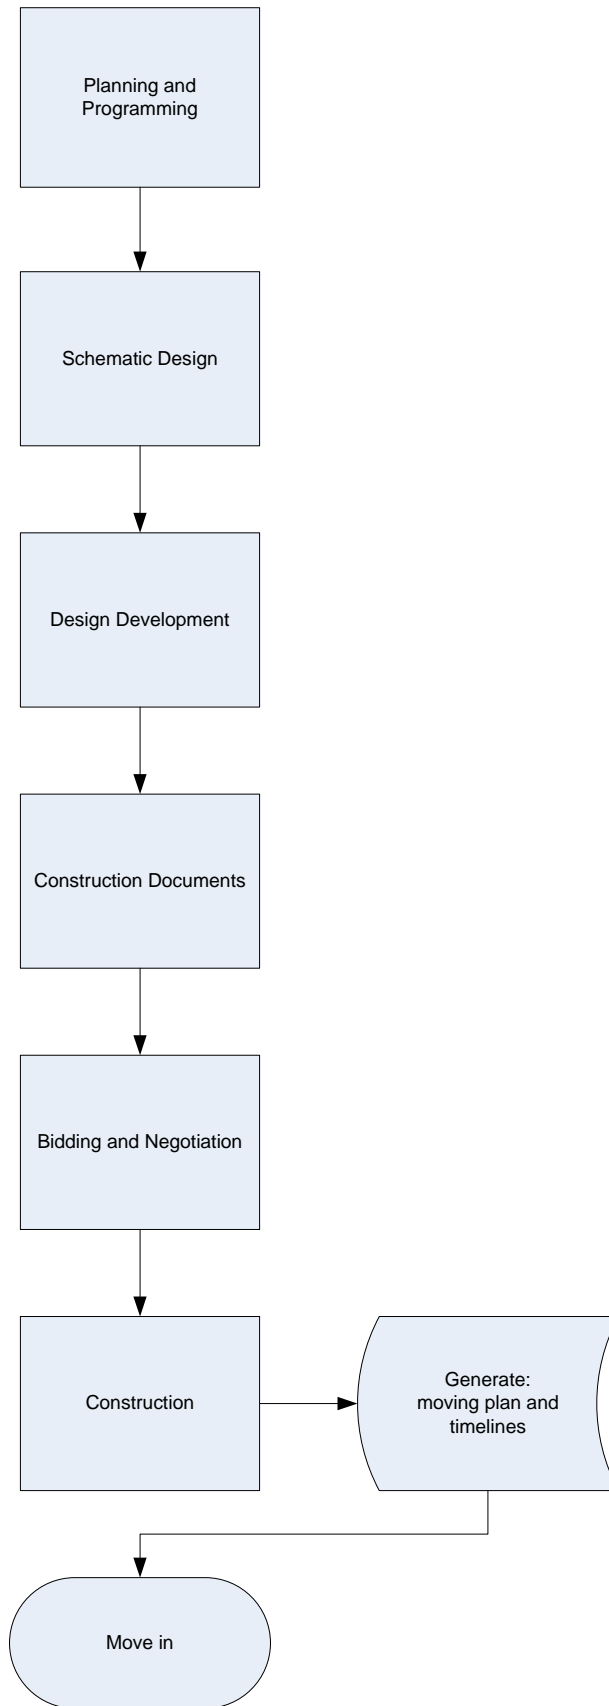 Planning and
Programming
Schematic Design
Design Development
Construction Documents
Bidding and Negotiation
Construction
Generate:
moving plan and
timelines
Move in